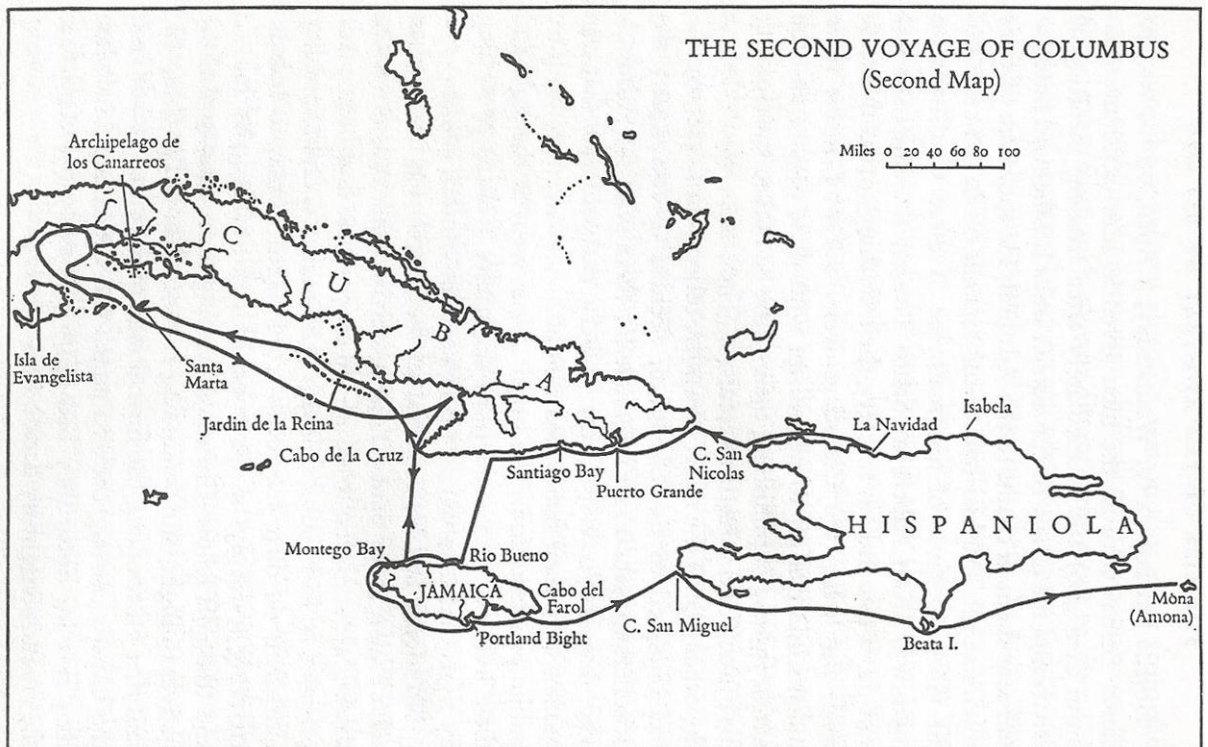 THE SECOND VOYAGE OF COLUMBUS
(Second Map)
Miles 0 20 40 60 80 100
Archipelago de
los Canarreos
C U B A
Isla de
Evangelista
Santa
Marta
Jardin de la Reina
Cabo de la Cruz
Santiago Bay
Puerto Grande
C. San
Nicolas
La Navidad
Isabela
HISPANIOLA
Montego Bay
Rio Bueno
JAMAICA
Cabo del
Farol
Portland Bight
C. San Miguel
Beata I.
Mona
(Amona)